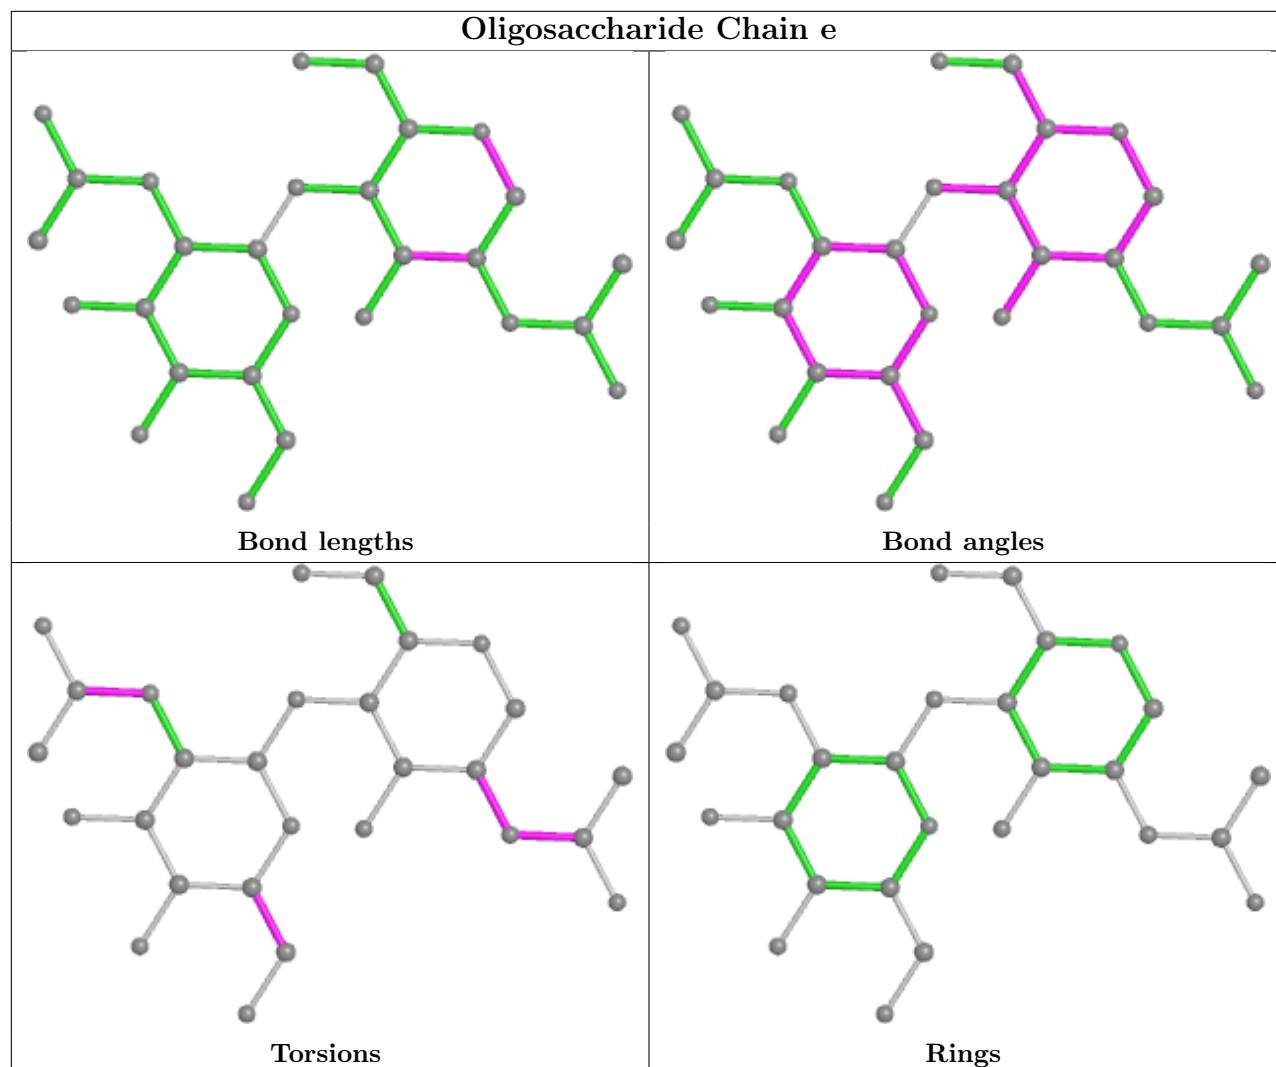 Oligosaccharide Chain e
Bond lengths
Bond angles
Torsions
Rings